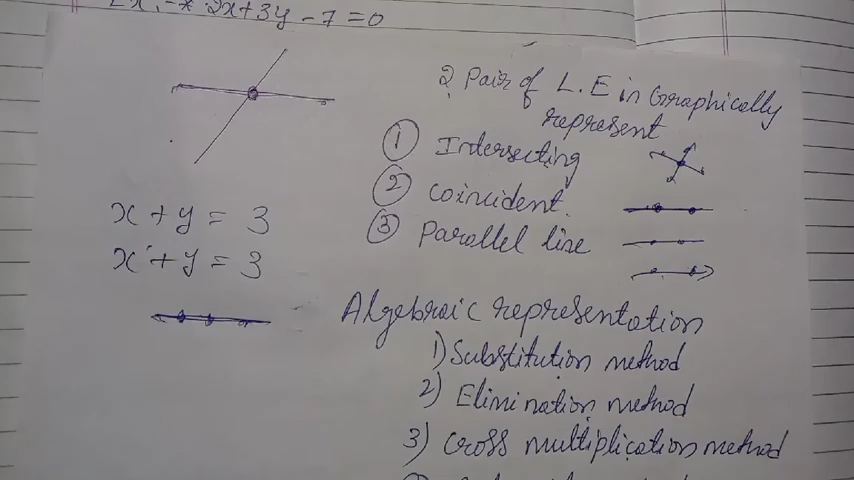 2x+3y-7=0
2 Pair of L.E in Graphically
represent
1 Intersecting
2 Coincident.
3 Parallel line
x+y = 3
x+y = 3
Algebraic representation
1) Substitution method
2) Elimination method
3) Cross multiplication method